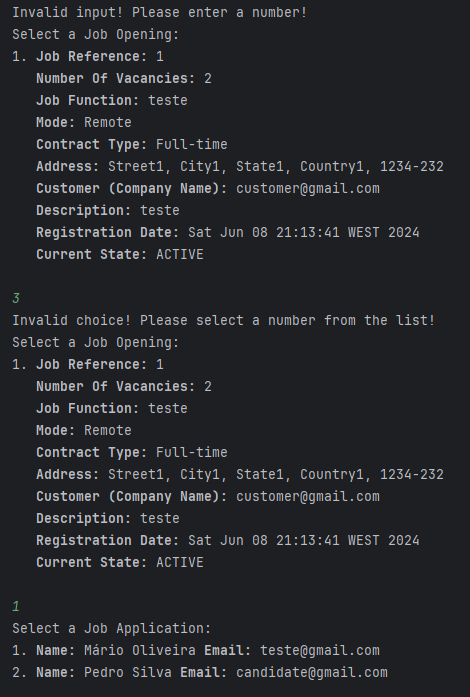 Invalid input! Please enter a number!
Select a Job Opening:
1. Job Reference: 1
Number Of Vacancies: 2
Job Function: teste
Mode: Remote
Contract Type: Full-time
Address: Street1, City1, State1, Country1, 1234-232
Customer (Company Name): customer@gmail.com
Description: teste
Registration Date: Sat Jun 08 21:13:41 WEST 2024
Current State: ACTIVE
3
Invalid choice! Please select a number from the list!
Select a Job Opening:
1. Job Reference: 1
Number Of Vacancies: 2
Job Function: teste
Mode: Remote
Contract Type: Full-time
Address: Street1, City1, State1, Country1, 1234-232
Customer (Company Name): customer@gmail.com
Description: teste
Registration Date: Sat Jun 08 21:13:41 WEST 2024
Current State: ACTIVE
1
Select a Job Application:
1. Name: Mário Oliveira Email: teste@gmail.com
2. Name: Pedro Silva Email: candidate@gmail.com